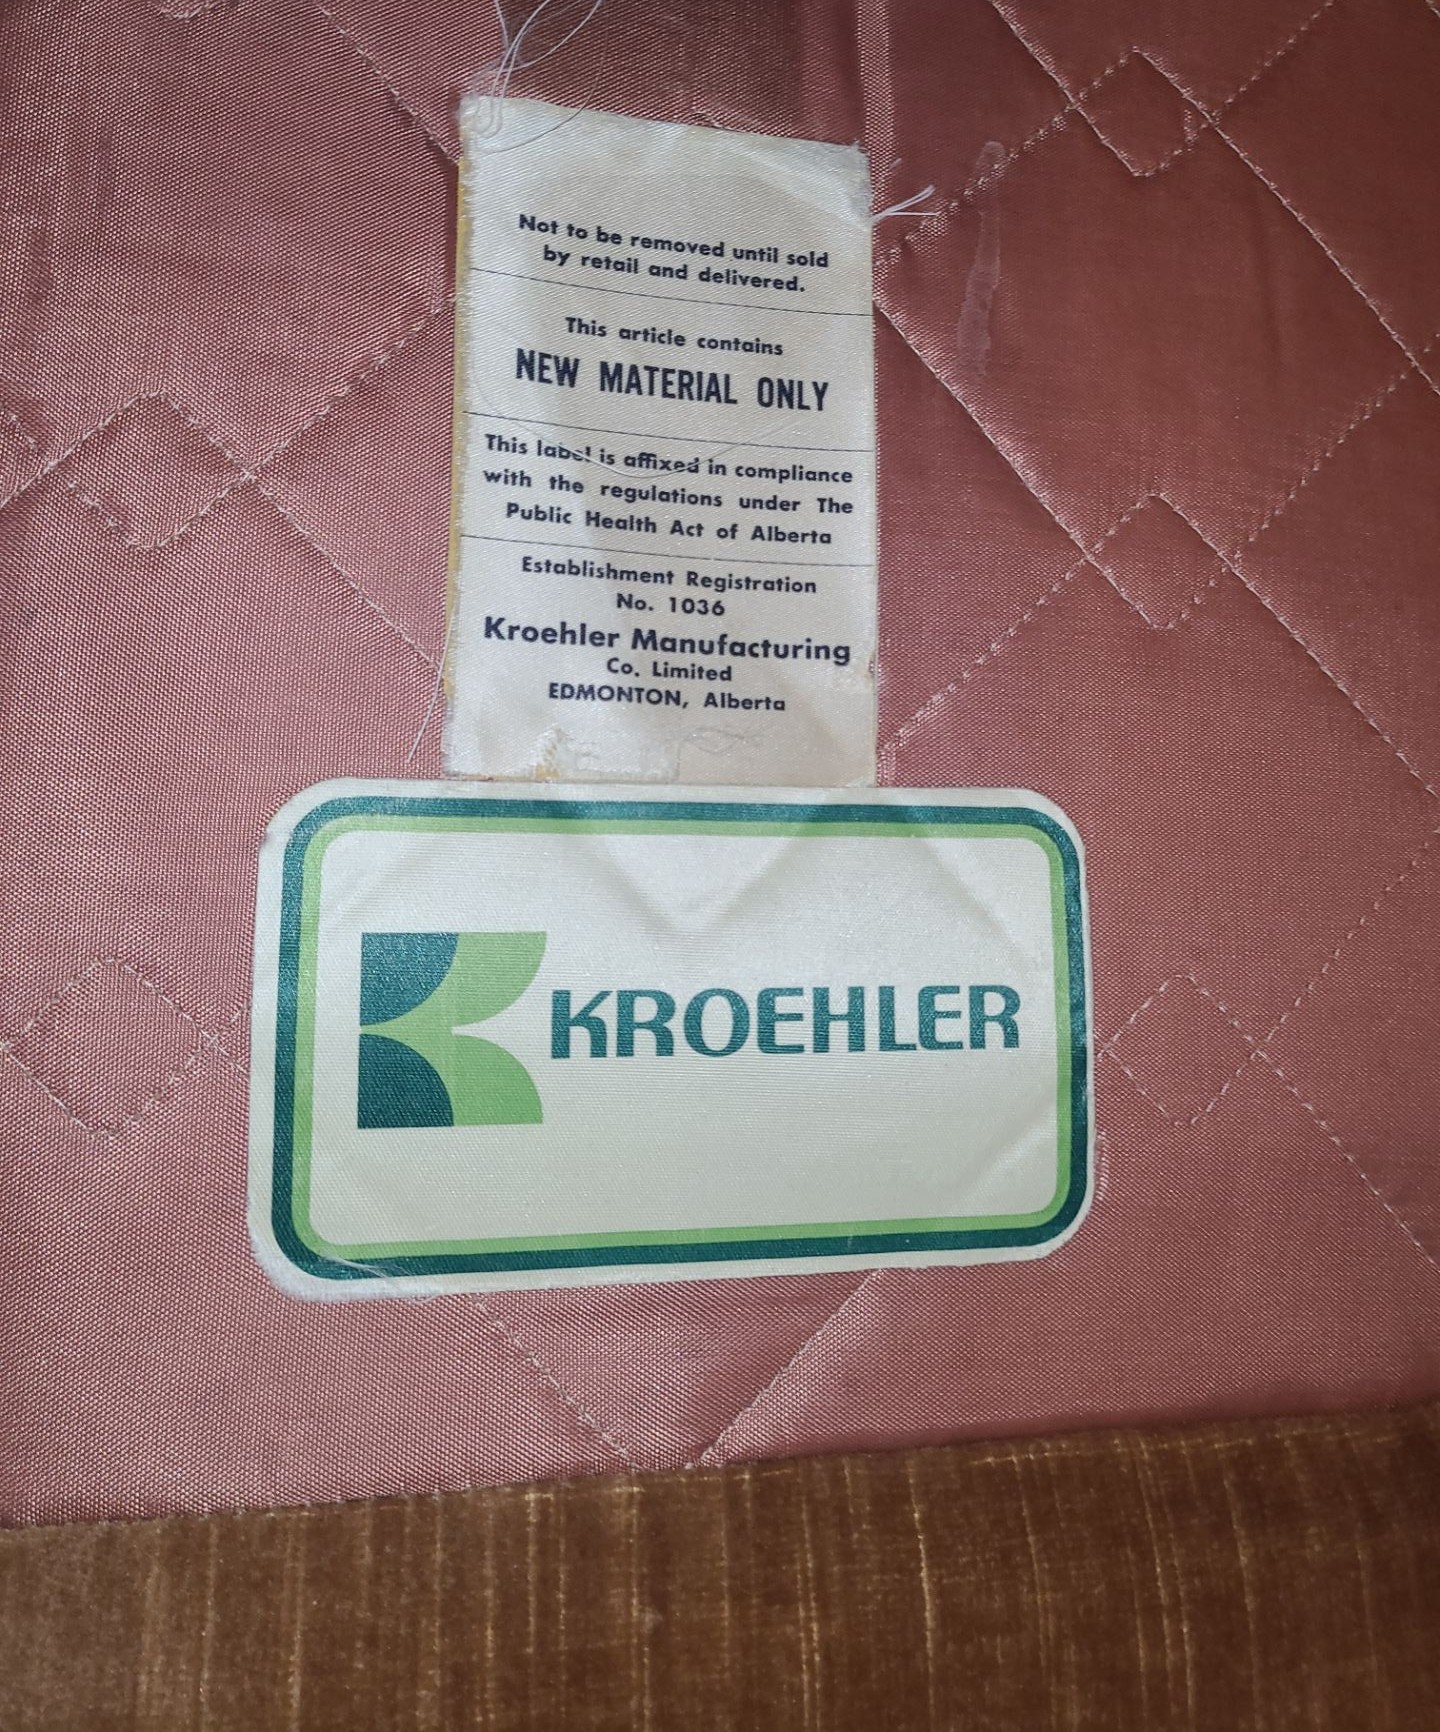 Not to be removed until sold
by retail and delivered.
This article contains
NEW MATERIAL ONLY
This label is affixed in compliance
with the regulations under The
Public Health Act of Alberta
Establishment Registration
No. 1036
Kroehler Manufacturing
Co. Limited
EDMONTON, Alberta
KROEHLER